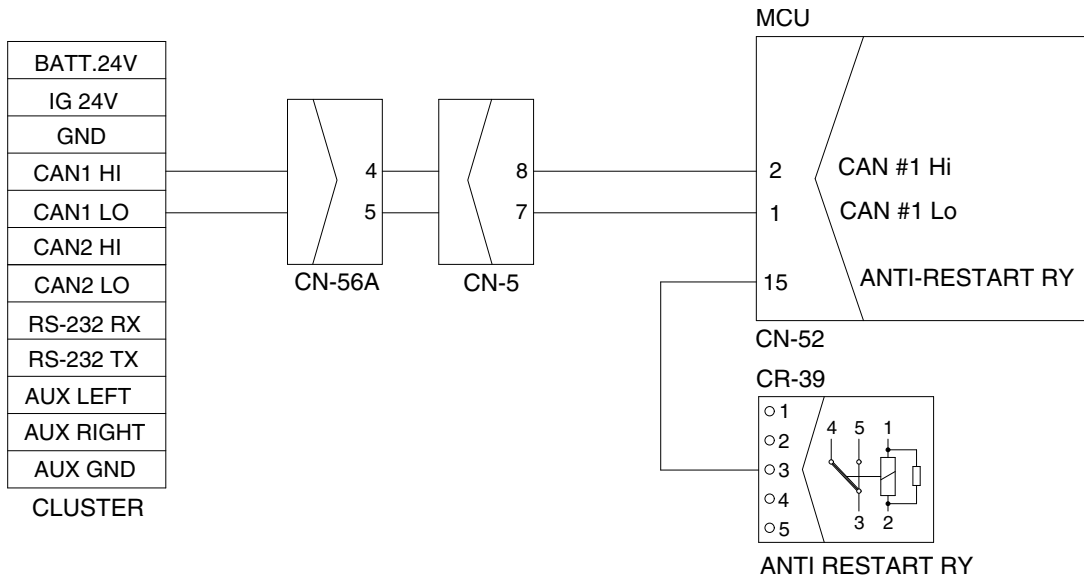 MCU
BATT.24V
IG 24V
GND
CAN1 HI
CAN1 LO
CAN2 HI
CAN2 LO
RS-232 RX
RS-232 TX
AUX LEFT
AUX RIGHT
AUX GND
CLUSTER
4
5
CN-56A
8
7
CN-5
2 CAN #1 Hi
1 CAN #1 Lo
15 ANTI-RESTART RY
CN-52
CR-39
1
2
3
4
5
4 5 1
3 2
ANTI RESTART RY